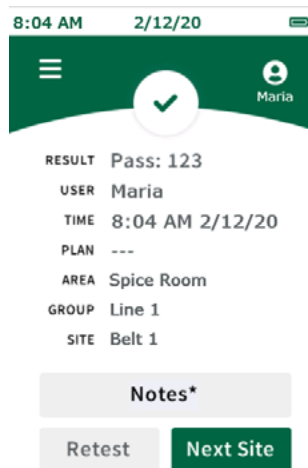 8:04 AM 2/12/20
Maria
RESULT Pass: 123
USER Maria
TIME 8:04 AM 2/12/20
PLAN ---
AREA Spice Room
GROUP Line 1
SITE Belt 1
Notes*
Retest Next Site